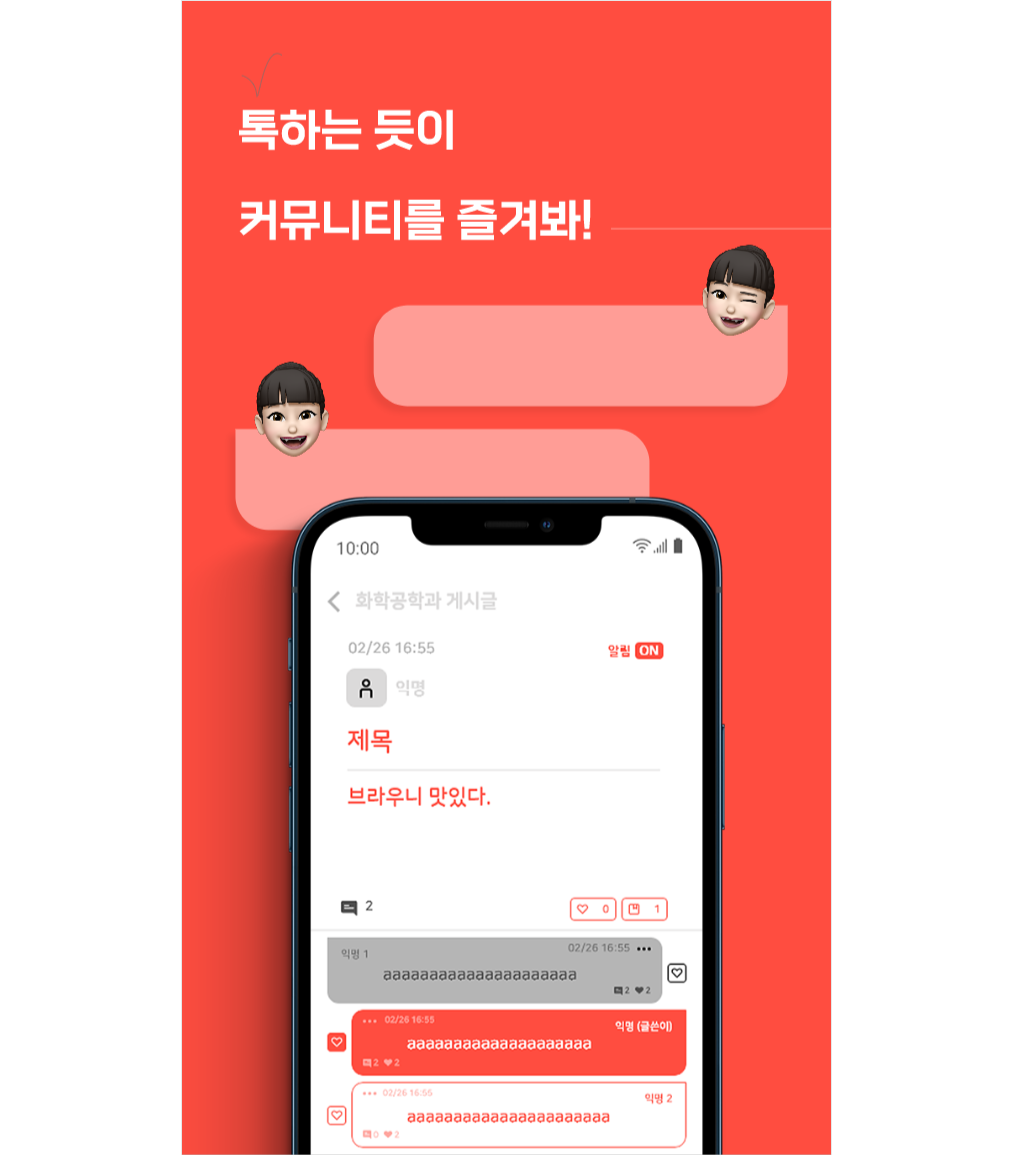 톡하는 듯이
커뮤니티를 즐겨봐!
10:00
화학공학과 게시글
02/26 16:55
알림 ON
익명
제목
브라우니 맛있다.
2
0 1
익명 1 02/26 16:55
aaaaaaaaaaaaaaaaaaaaa
2 2
02/26 16:55 익명 (글쓴이)
aaaaaaaaaaaaaaaaaaaa
2 2
02/26 16:55 익명 2
aaaaaaaaaaaaaaaaaaaaaa
0 2